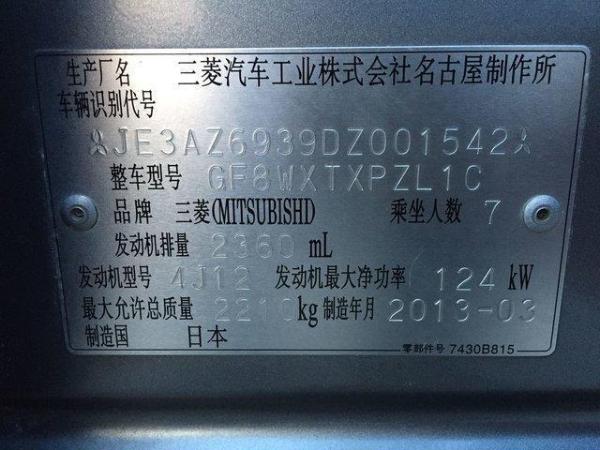 生产厂名 三菱汽车工业株式会社名古屋制作所
车辆识别代号
JE3AZ6939DZ001542
整车型号 GF8WXTXPZL1C
品牌 三菱(MITSUBISHI) 乘坐人数 7
发动机排量 2360 mL
发动机型号 4J12 发动机最大净功率 124 kW
最大允许总质量 2210 kg 制造年月 2013-03
制造国 日本
零部件号 7430B815